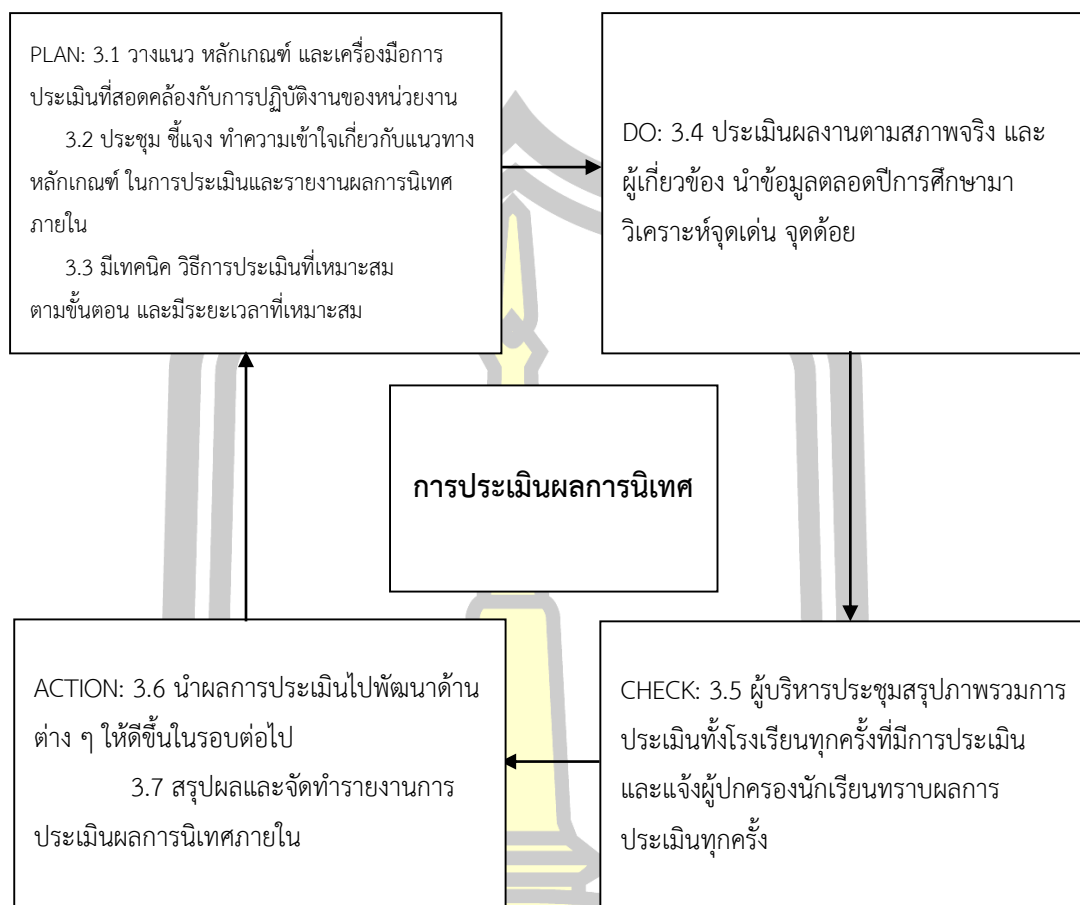 PLAN: 3.1 วางแนว หลักเกณฑ์ และเครื่องมือการ
ประเมินที่สอดคล้องกับการปฏิบัติงานของหน่วยงาน
3.2 ประชุม ชี้แจง ทำความเข้าใจเกี่ยวกับแนวทาง
หลักเกณฑ์ ในการประเมินและรายงานผลการนิเทศ
ภายใน
3.3 มีเทคนิค วิธีการประเมินที่เหมาะสม
ตามขั้นตอน และมีระยะเวลาที่เหมาะสม
DO: 3.4 ประเมินผลงานตามสภาพจริง และ
ผู้เกี่ยวข้อง นำข้อมูลตลอดปีการศึกษามา
วิเคราะห์จุดเด่น จุดด้อย
การประเมินผลการนิเทศ
ACTION: 3.6 นำผลการประเมินไปพัฒนาด้าน
ต่าง ๆ ให้ดีขึ้นในรอบต่อไป
3.7 สรุปผลและจัดทำรายงานการ
ประเมินผลการนิเทศภายใน
CHECK: 3.5 ผู้บริหารประชุมสรุปภาพรวมการ
ประเมินทั้งโรงเรียนทุกครั้งที่มีการประเมิน
และแจ้งผู้ปกครองนักเรียนทราบผลการ
ประเมินทุกครั้ง